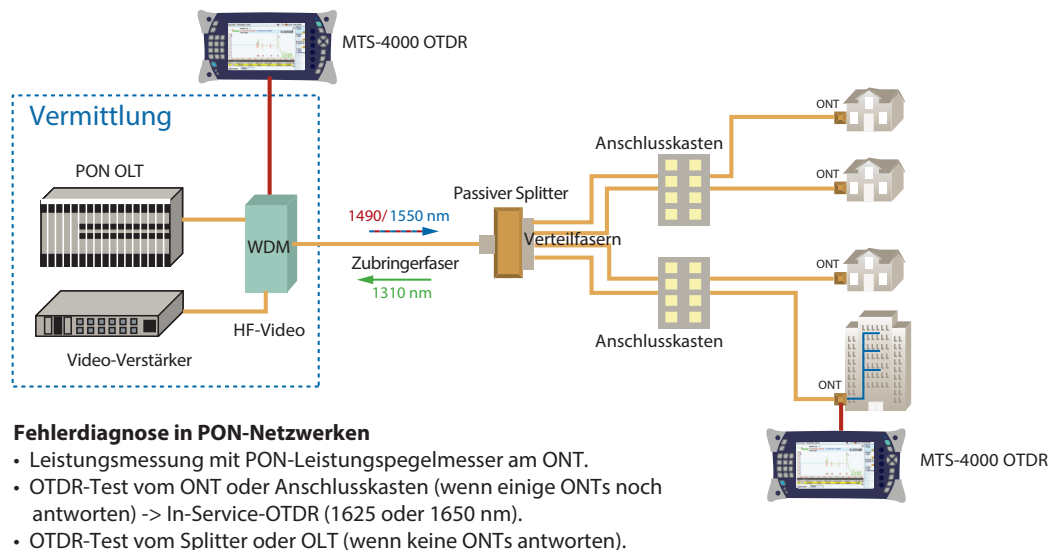 MTS-4000 OTDR
Vermittlung
PON OLT
WDM
HF-Video
Video-Verstärker
1490/1550 nm
Zubringerfaser
1310 nm
Passiver Splitter
Verteilfasern
Anschlusskasten
Anschlusskasten
ONT
ONT
ONT
ONT
MTS-4000 OTDR
Fehlerdiagnose in PON-Netzwerken
• Leistungsmessung mit PON-Leistungspegelmesser am ONT.
• OTDR-Test vom ONT oder Anschlusskasten (wenn einige ONTs noch
antworten) -> In-Service-OTDR (1625 oder 1650 nm).
• OTDR-Test vom Splitter oder OLT (wenn keine ONTs antworten).